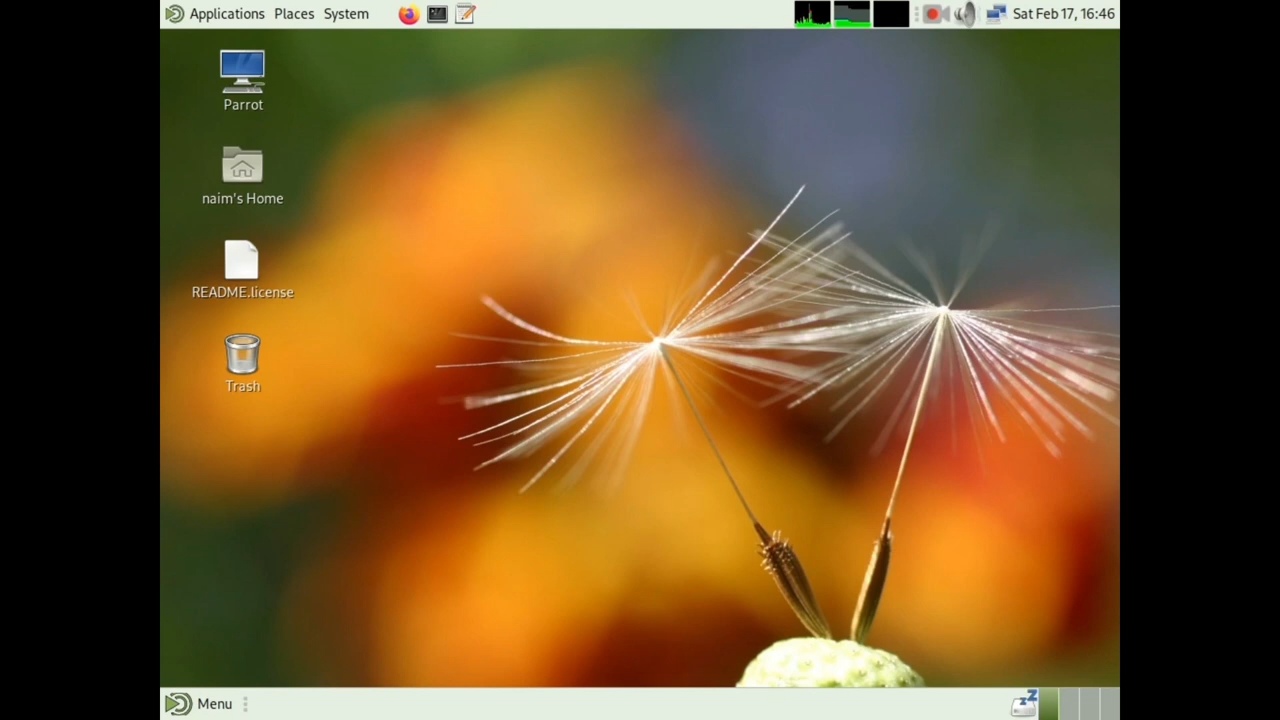 Applications Places System Sat Feb 17, 16:46
Parrot
naim's Home
README.license
Trash
Menu